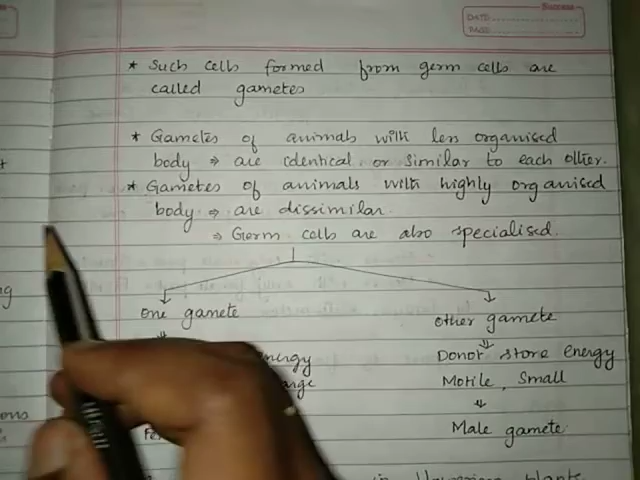 Success
DATE
PAGE
* Such cells formed from germ cells are
called gametes
* Gametes of animals with less organised
body ⇒ are identical or similar to each other.
* Gametes of animals with highly organised
body ⇒ are dissimilar.
⇒ Germ cells are also specialised.
One gamete
Other gamete
Donot store energy
Motile, Small
Male gamete
in
plants